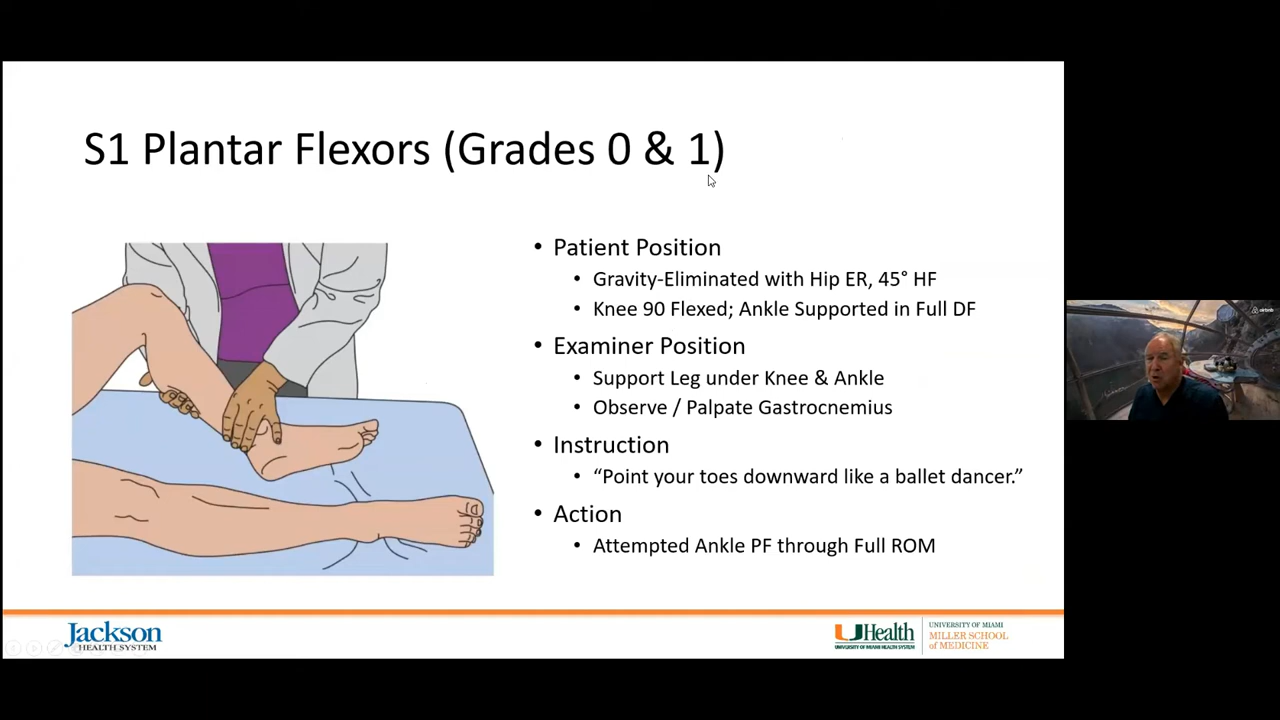 S1 Plantar Flexors (Grades 0 & 1)
• Patient Position
• Gravity-Eliminated with Hip ER, 45° HF
• Knee 90 Flexed; Ankle Supported in Full DF
• Examiner Position
• Support Leg under Knee & Ankle
• Observe / Palpate Gastrocnemius
• Instruction
• “Point your toes downward like a ballet dancer.”
• Action
• Attempted Ankle PF through Full ROM
Jackson
HEALTH SYSTEM
UHealth
UNIVERSITY OF MIAMI HEALTH SYSTEM
UNIVERSITY OF MIAMI
MILLER SCHOOL
of MEDICINE
airbnb